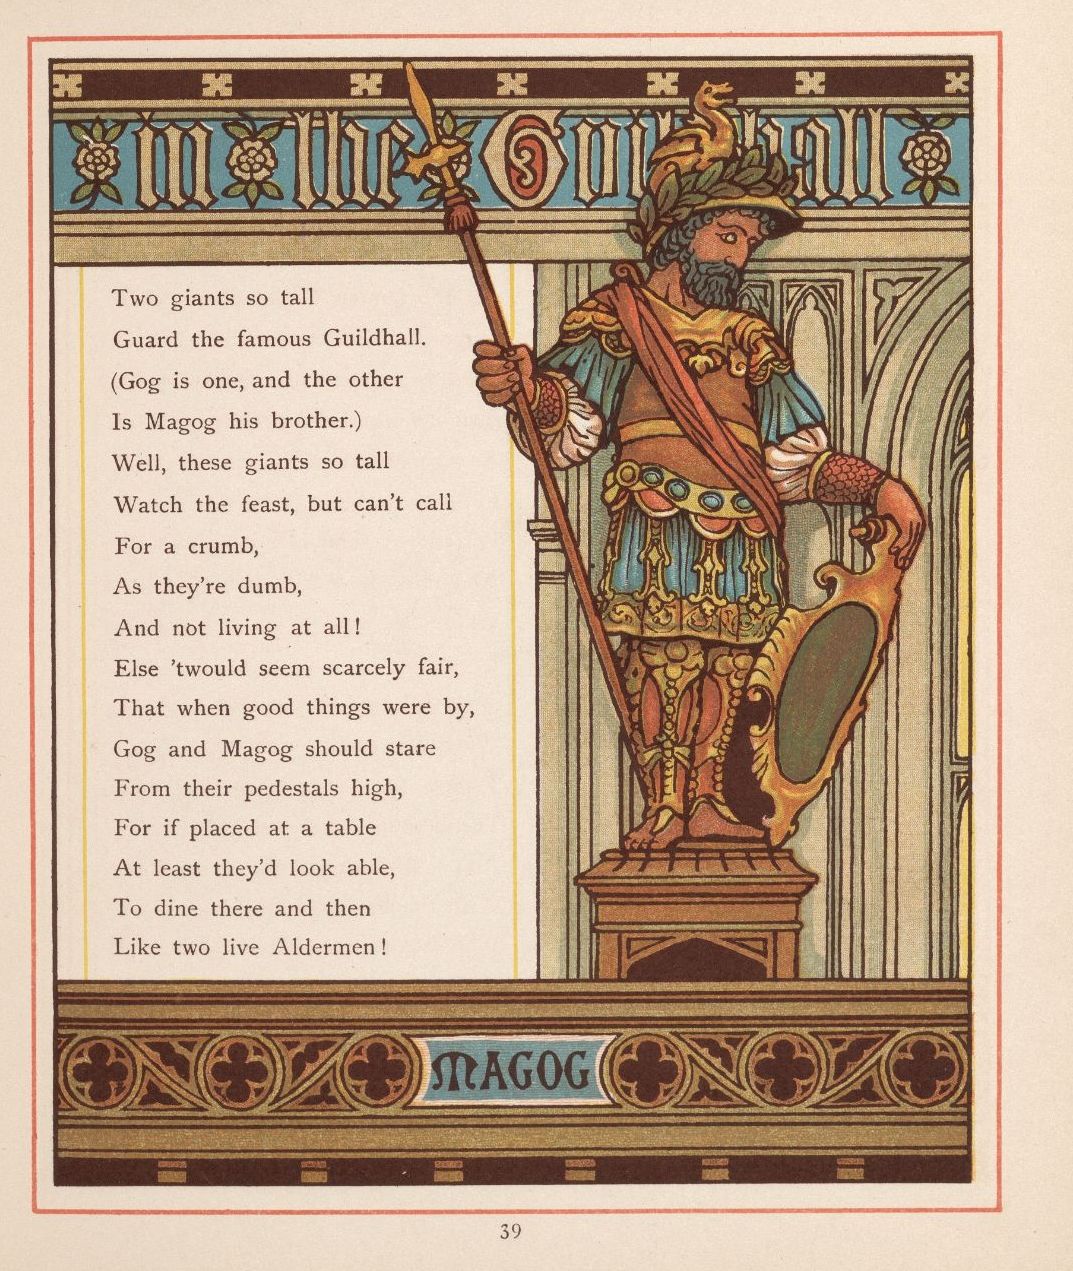 In the Guildhall
Two giants so tall
Guard the famous Guildhall.
(Gog is one, and the other
Is Magog his brother.)
Well, these giants so tall
Watch the feast, but can't call
For a crumb,
As they're dumb,
And not living at all!
Else 'twould seem scarcely fair,
That when good things were by,
Gog and Magog should stare
From their pedestals high,
For if placed at a table
At least they'd look able,
To dine there and then
Like two live Aldermen!
MAGOG
39